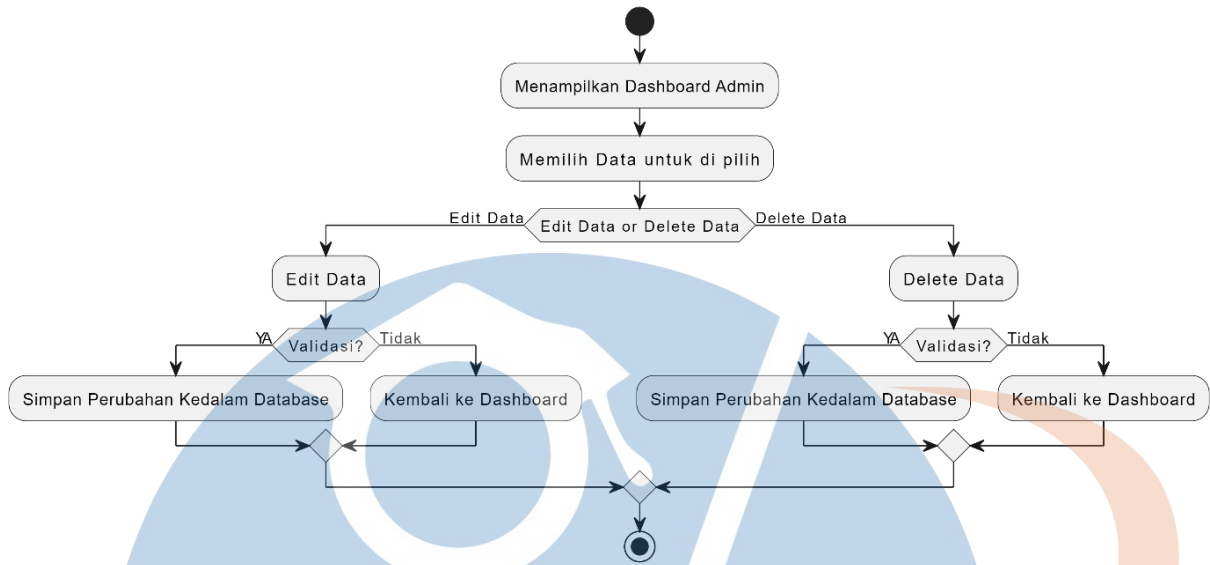 Menampilkan Dashboard Admin
Memilih Data untuk di pilih
Edit Data
Edit Data or Delete Data
Delete Data
Edit Data
Delete Data
YA
Validasi?
Tidak
YA
Validasi?
Tidak
Simpan Perubahan Kedalam Database
Kembali ke Dashboard
Simpan Perubahan Kedalam Database
Kembali ke Dashboard